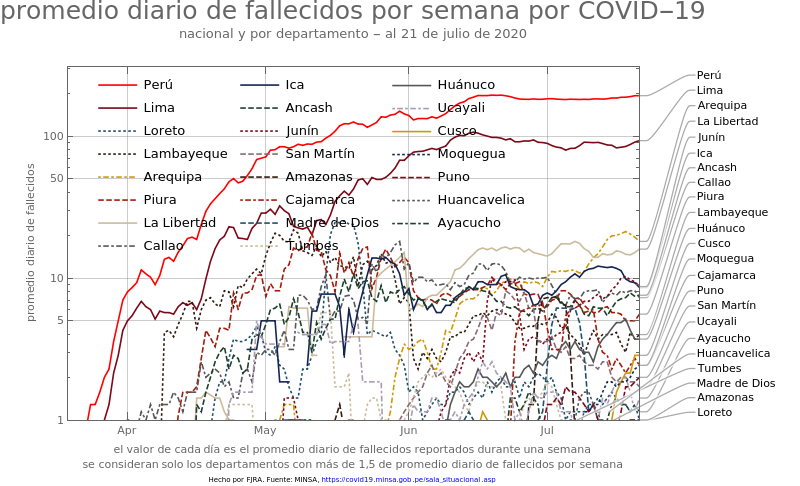 promedio diario de fallecidos por semana por COVID−19
nacional y por departamento − al 21 de julio de 2020
promedio diario de fallecidos
100
50
10
5
1
Apr
May
Jun
Jul
Perú
Lima
Loreto
Lambayeque
Arequipa
Piura
La Libertad
Callao
Ica
Ancash
Junín
San Martín
Amazonas
Cajamarca
Madre de Dios
Tumbes
Huánuco
Ucayali
Cusco
Moquegua
Puno
Huancavelica
Ayacucho
Perú
Lima
Arequipa
La Libertad
Junín
Ica
Ancash
Callao
Piura
Lambayeque
Huánuco
Cusco
Moquegua
Cajamarca
Puno
San Martín
Ucayali
Ayacucho
Huancavelica
Tumbes
Madre de Dios
Amazonas
Loreto
el valor de cada día es el promedio diario de fallecidos reportados durante una semana
se consideran solo los departamentos con más de 1,5 de promedio diario de fallecidos por semana
Hecho por FJRA. Fuente: MINSA, https://covid19.minsa.gob.pe/sala_situacional.asp